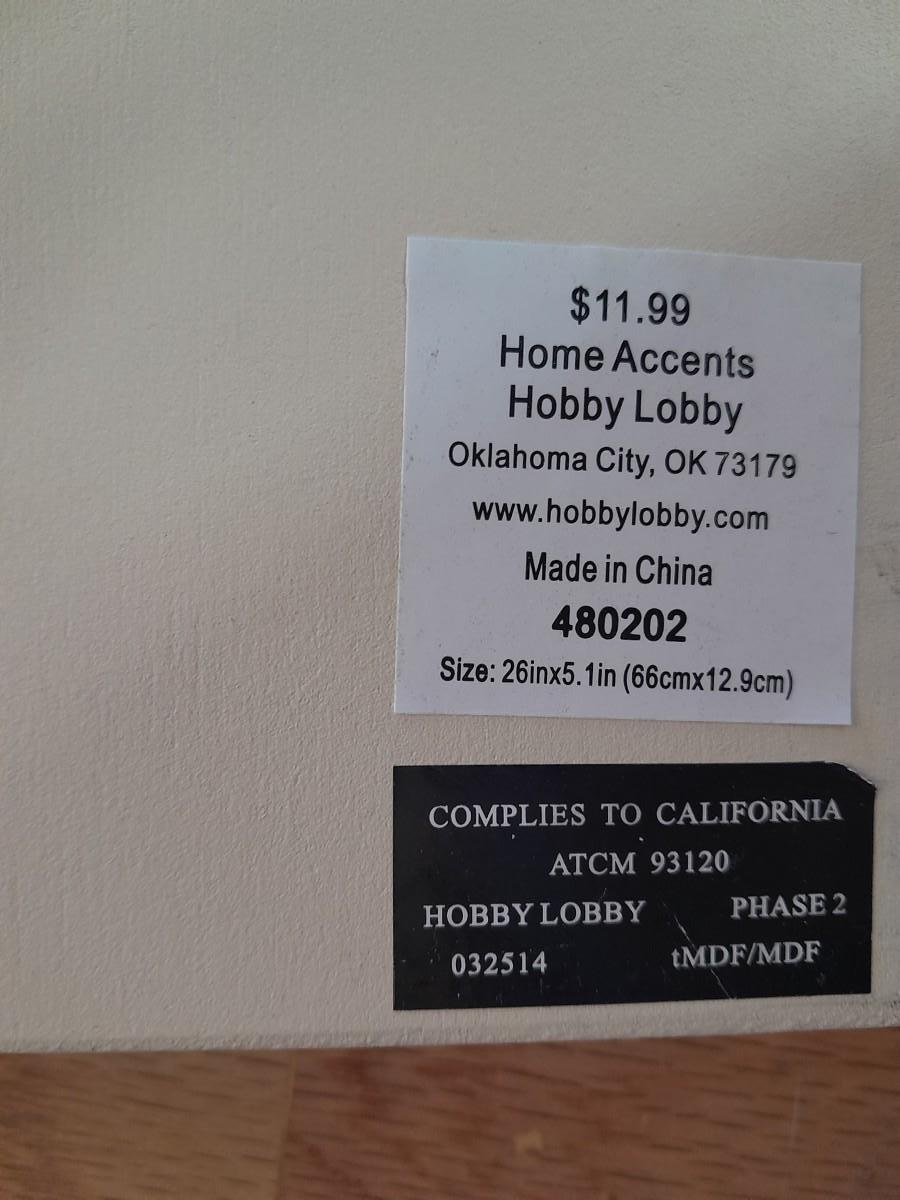 $11.99
Home Accents
Hobby Lobby
Oklahoma City, OK 73179
www.hobbylobby.com
Made in China
480202
Size: 26inx5.1in (66cmx12.9cm)
COMPLIES TO CALIFORNIA
ATCM 93120
HOBBY LOBBY PHASE 2
032514 tMDF/MDF